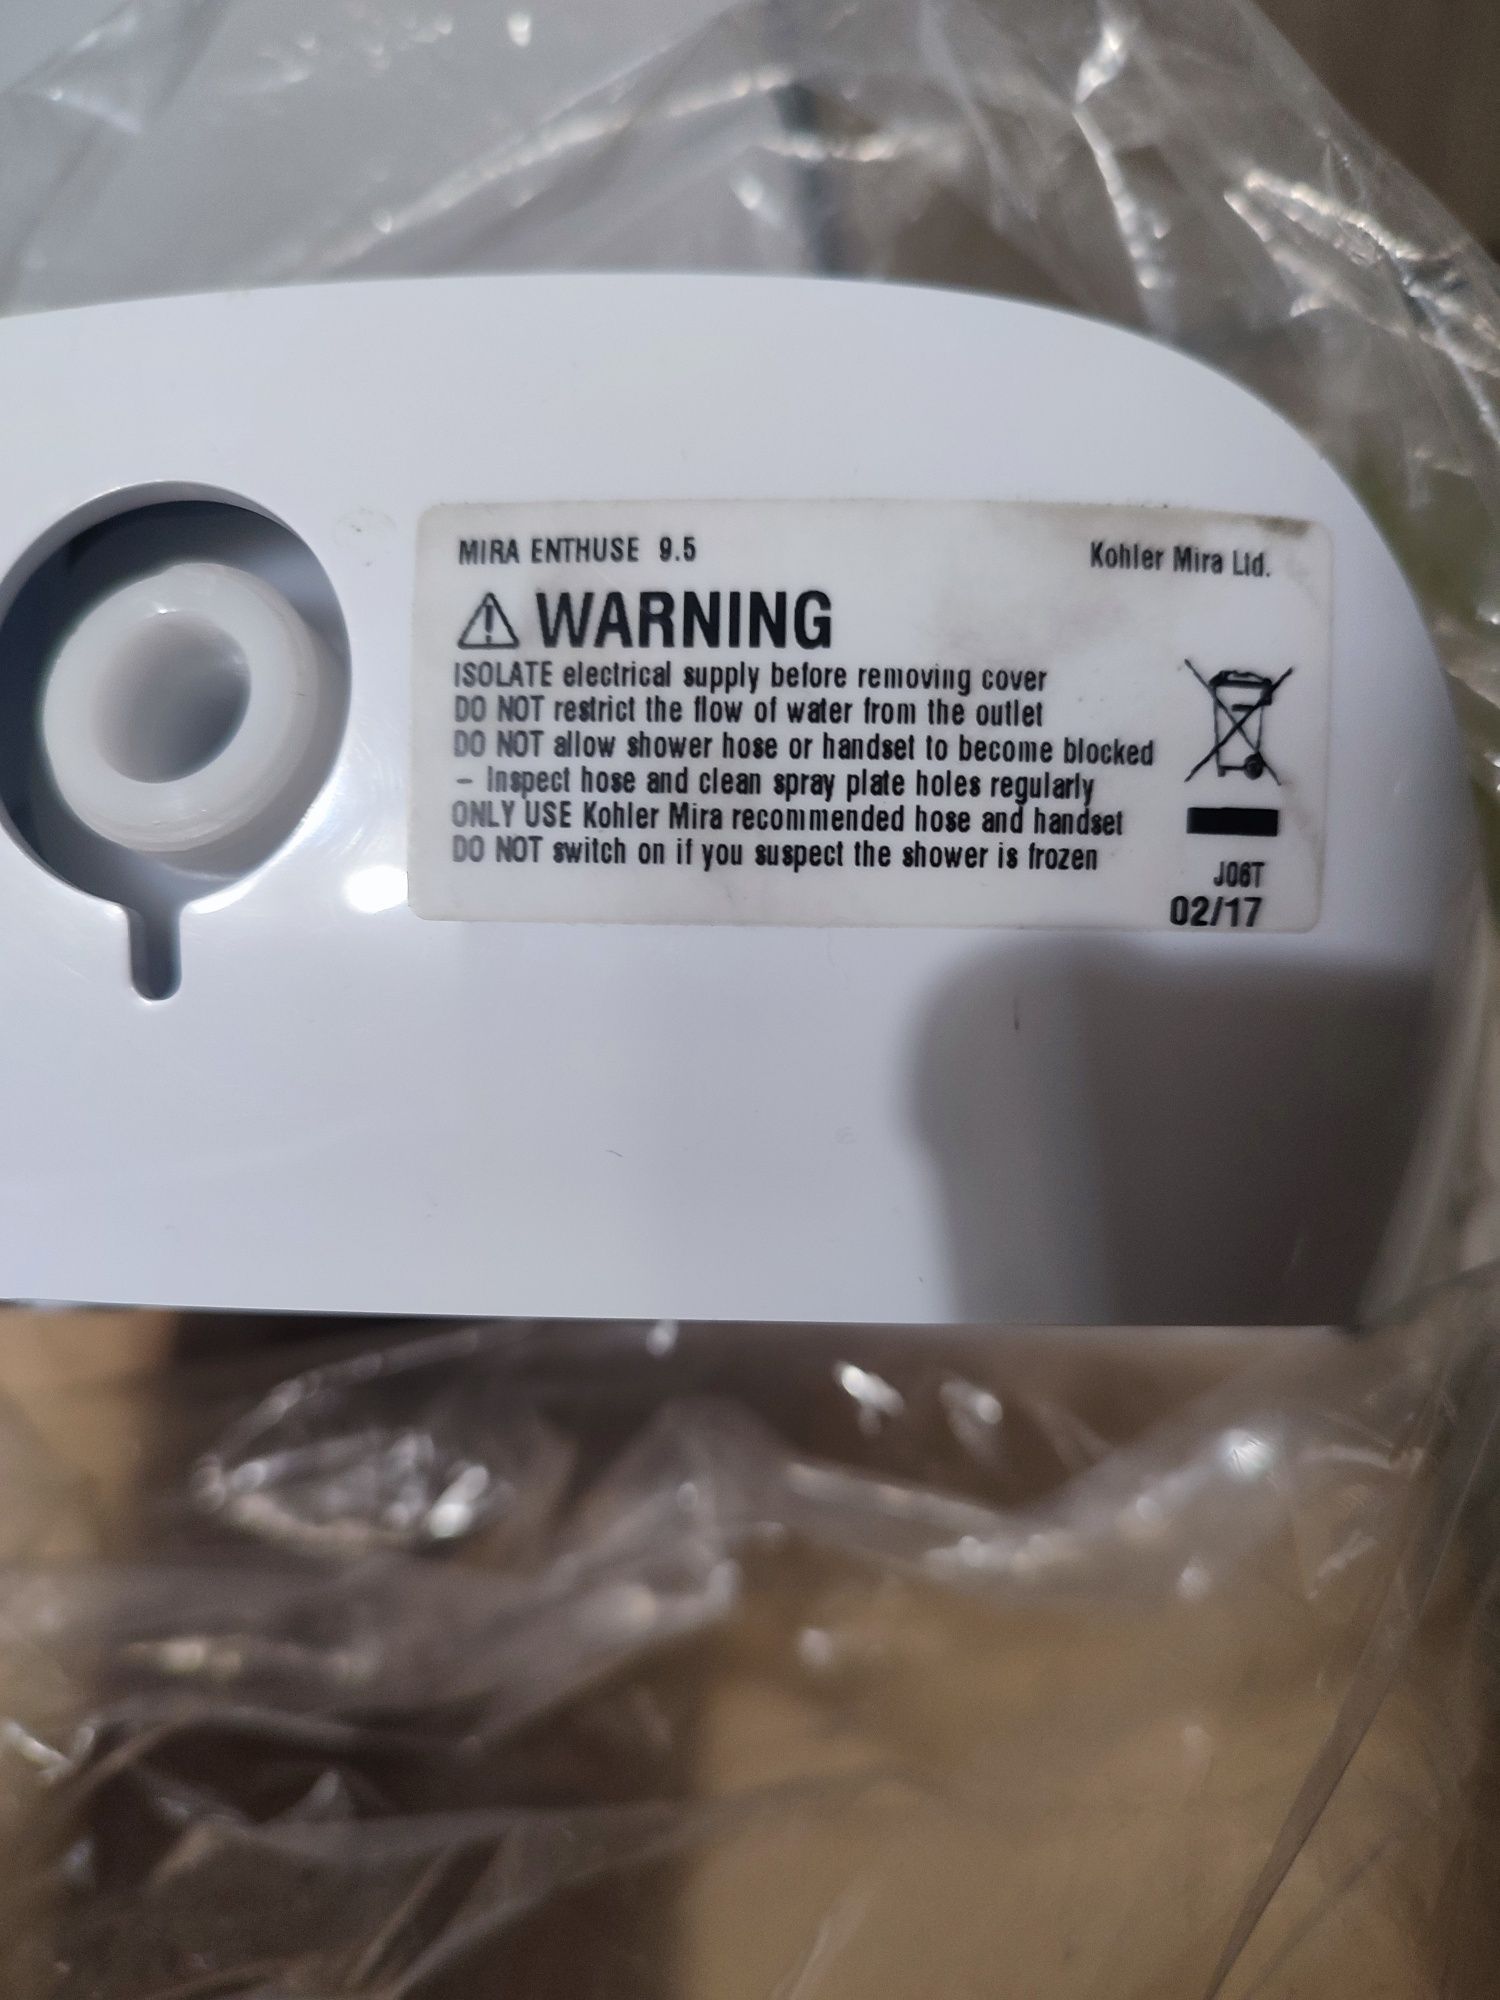 MIRA ENTHUSE 9.5
Kohler Mira Ltd.
WARNING
ISOLATE electrical supply before removing cover
DO NOT restrict the flow of water from the outlet
DO NOT allow shower hose or handset to become blocked
– Inspect hose and clean spray plate holes regularly
ONLY USE Kohler Mira recommended hose and handset
DO NOT switch on if you suspect the shower is frozen
J06T
02/17